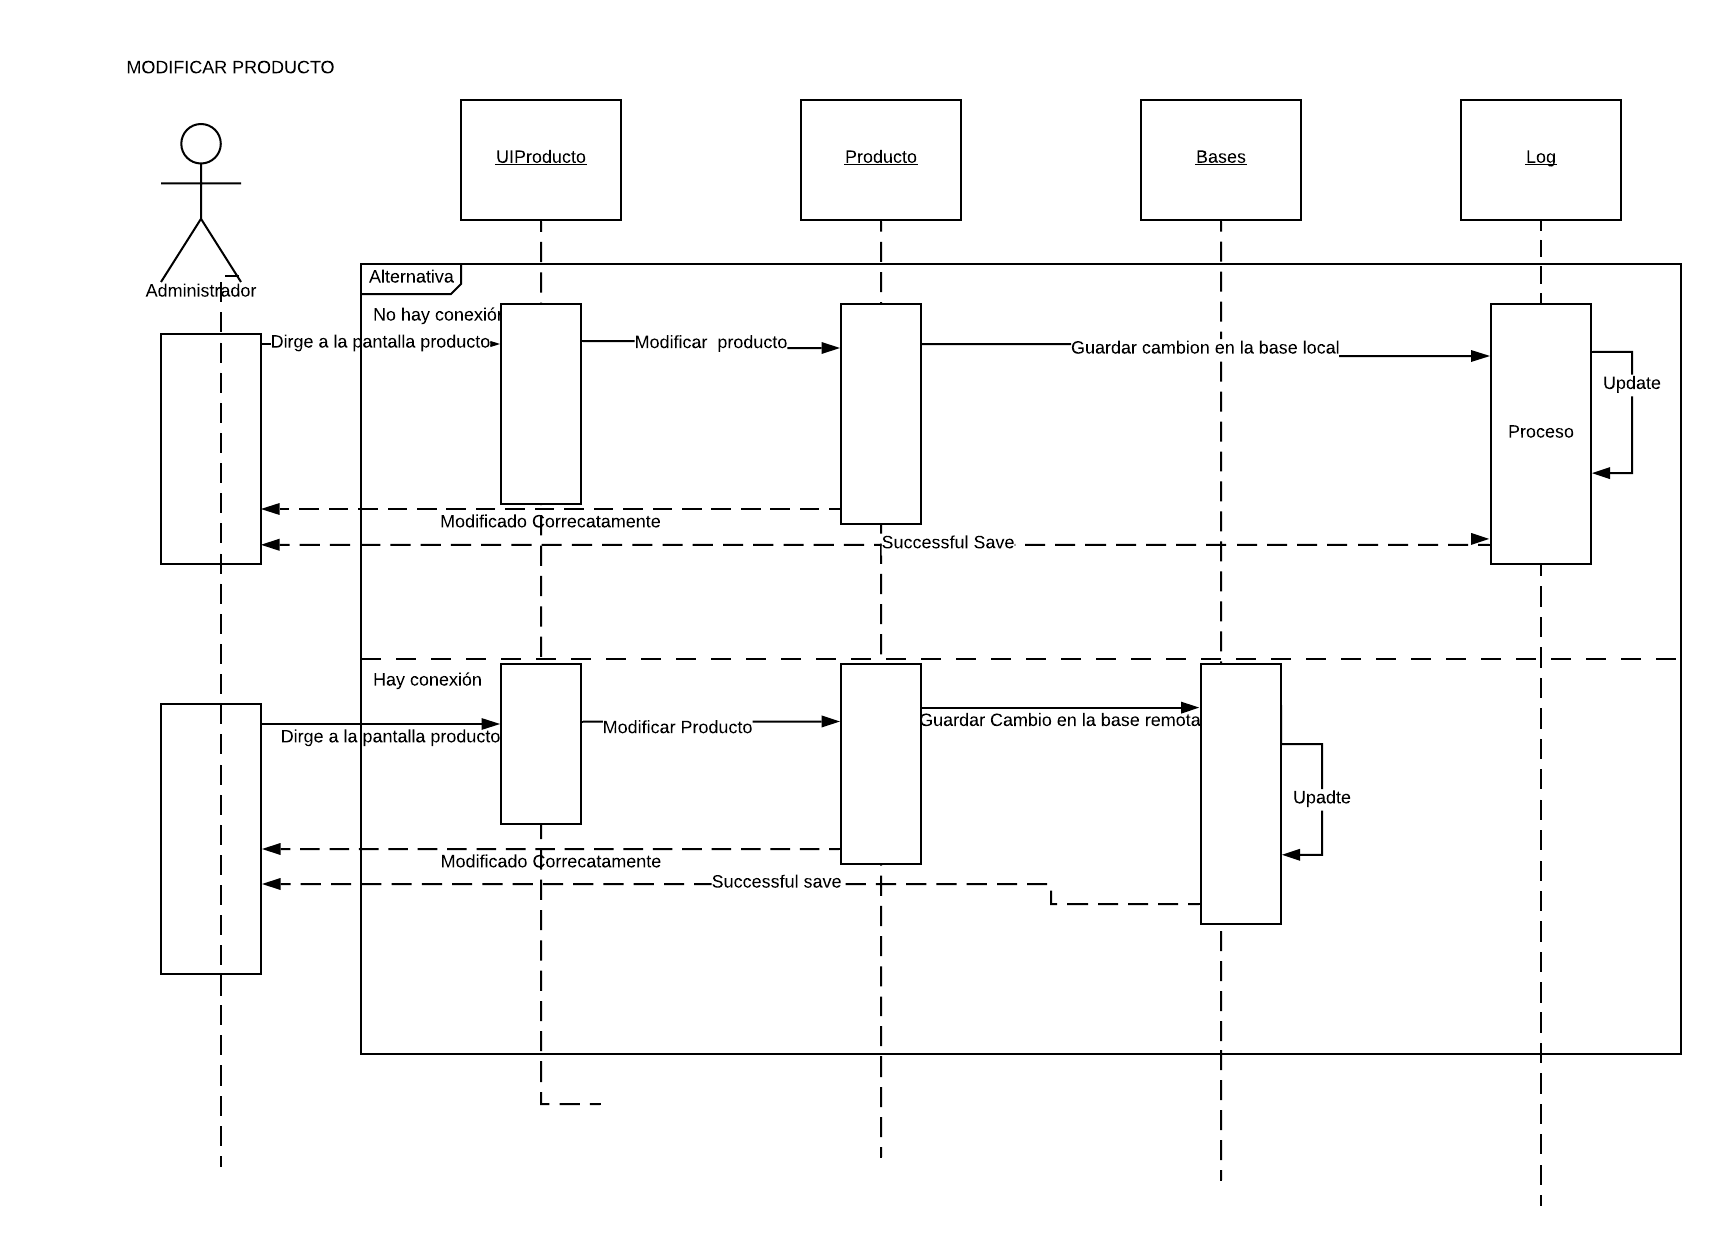 MODIFICAR PRODUCTO
UIProducto
Producto
Bases
Log
Administrador
Alternativa
No hay conexión
Dirge a la pantalla producto
Modificar producto
Guardar cambion en la base local
Update
Proceso
Modificado Correcatamente
Successful Save
Hay conexión
Dirge a la pantalla producto
Modificar Producto
Guardar Cambio en la base remota
Upadte
Modificado Correcatamente
Successful save